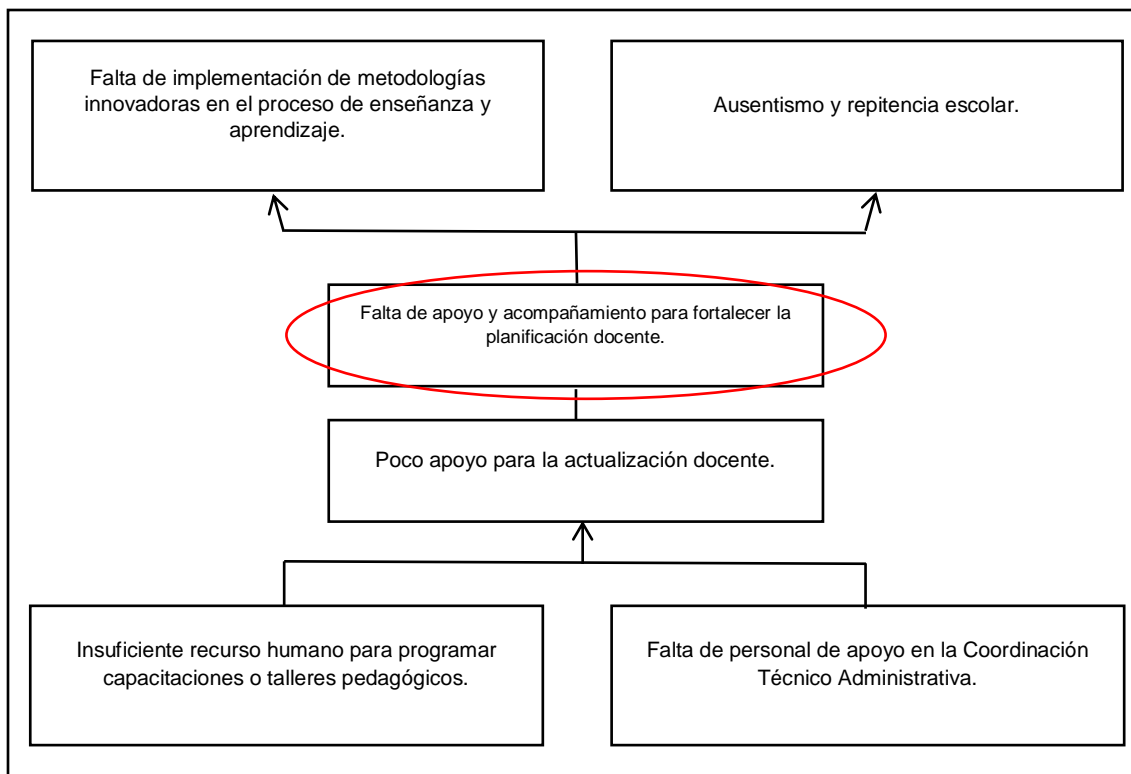 Falta de implementación de metodologías
innovadoras en el proceso de enseñanza y
aprendizaje.
Ausentismo y repitencia escolar.
Falta de apoyo y acompañamiento para fortalecer la
planificación docente.
Poco apoyo para la actualización docente.
Insuficiente recurso humano para programar
capacitaciones o talleres pedagógicos.
Falta de personal de apoyo en la Coordinación
Técnico Administrativa.